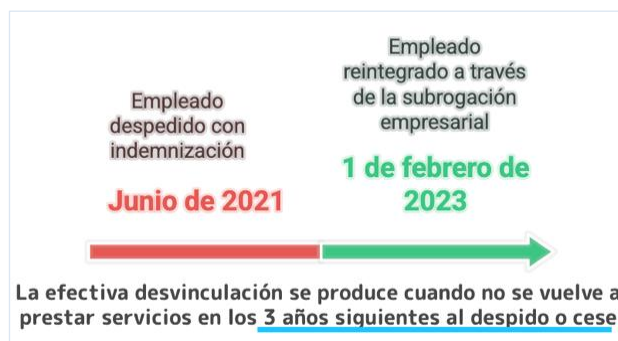 Empleado
despedido con
indemnización
Junio de 2021
Empleado
reintegrado a través
de la subrogación
empresarial
1 de febrero de
2023
La efectiva desvinculación se produce cuando no se vuelve a
prestar servicios en los 3 años siguientes al despido o cese